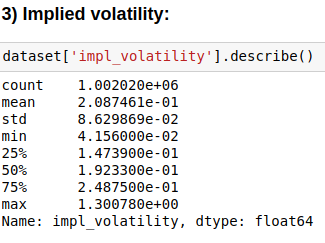 3) Implied volatility:
dataset['impl_volatility'].describe()
count    1.002020e+06
mean     2.087461e-01
std      8.629869e-02
min      4.156000e-02
25%      1.473900e-01
50%      1.923300e-01
75%      2.487500e-01
max      1.300780e+00
Name: impl_volatility, dtype: float64